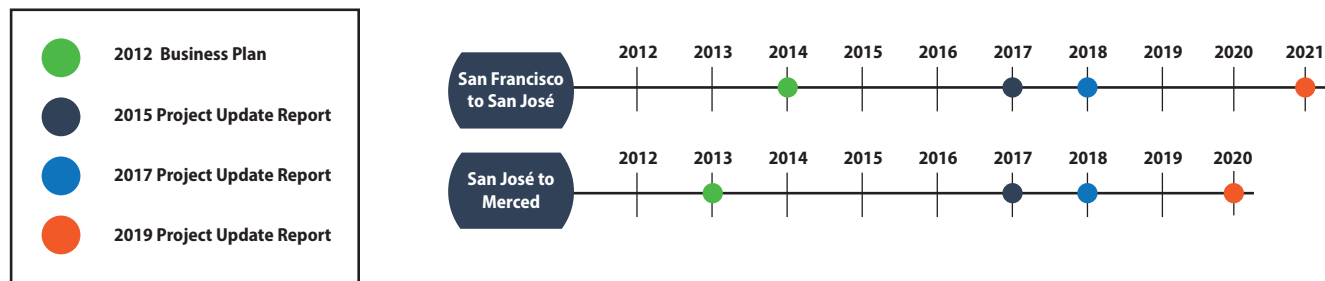 2012 Business Plan
2015 Project Update Report
2017 Project Update Report
2019 Project Update Report
2012 2013 2014 2015 2016 2017 2018 2019 2020 2021
San Francisco
to San José
2012 2013 2014 2015 2016 2017 2018 2019 2020
San José to
Merced